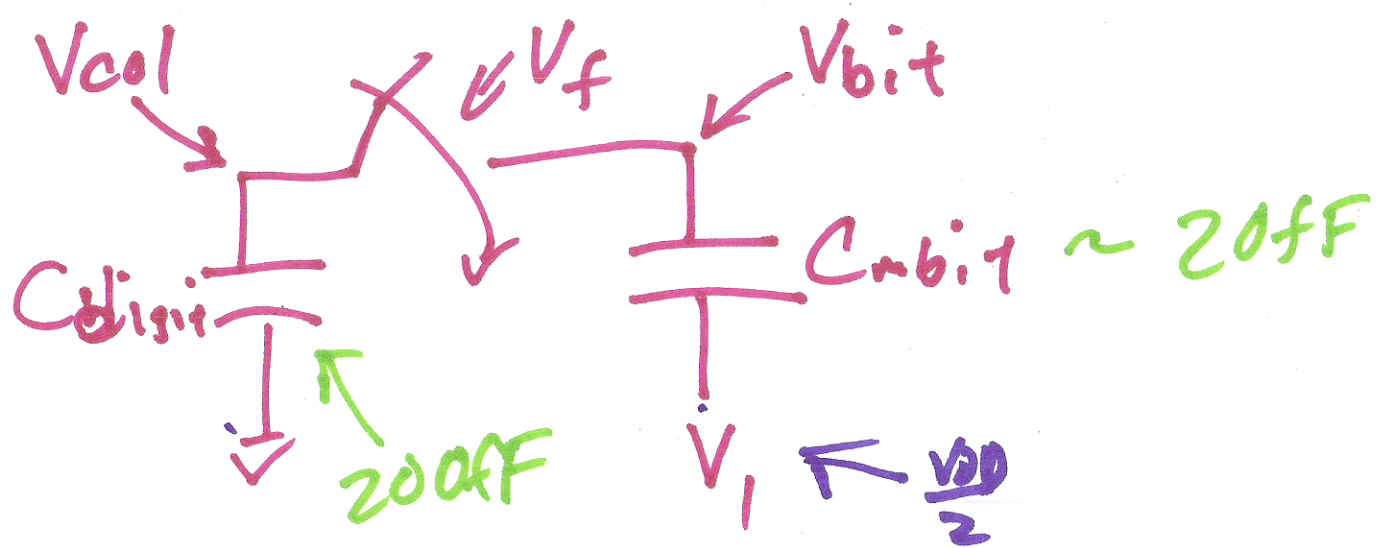 Vcol
Vf
Vbit
Cdigit
Cmbit ~ 20fF
200fF
V1
VDD
2